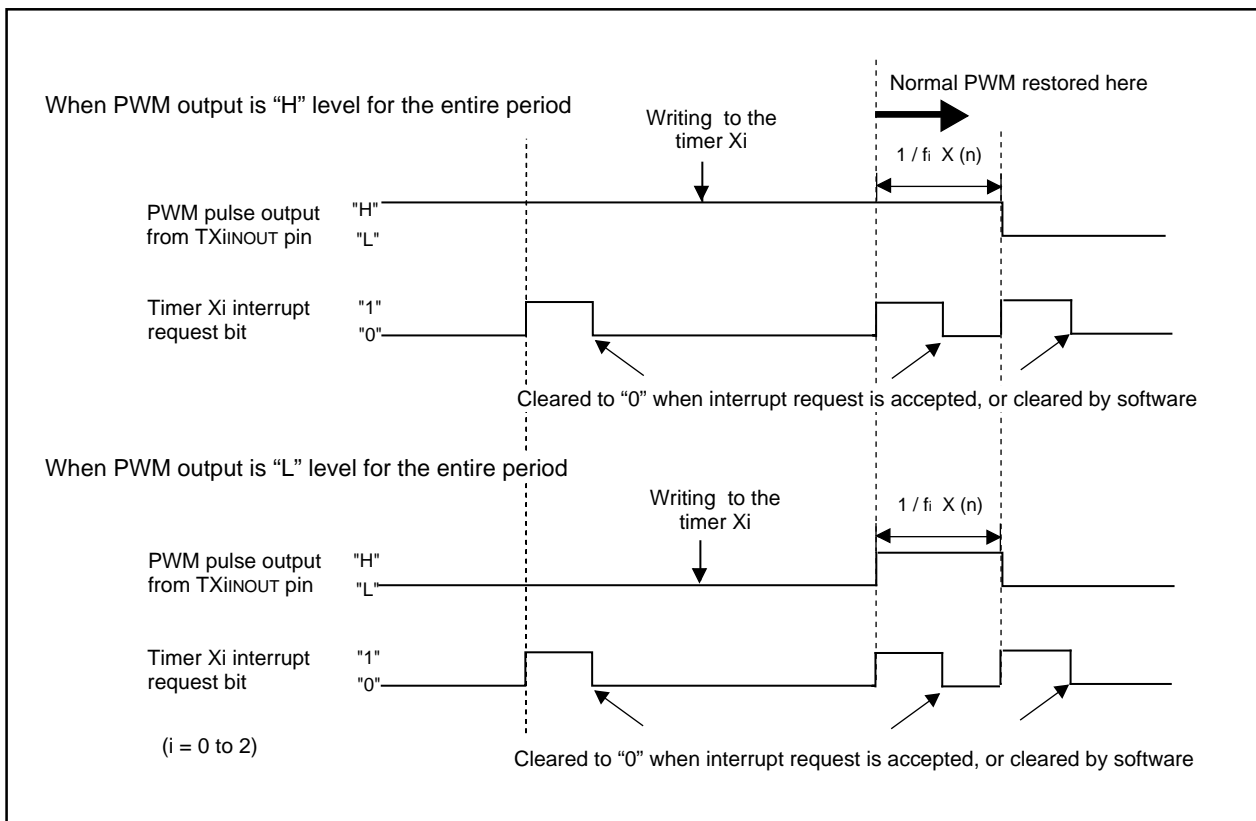 Normal PWM restored here
When PWM output is “H” level for the entire period
Writing to the
timer Xi
1 / fi X (n)
PWM pulse output
from TXiINOUT pin
"H"
"L"
Timer Xi interrupt
request bit
"1"
"0"
Cleared to “0” when interrupt request is accepted, or cleared by software
When PWM output is “L” level for the entire period
Writing to the
timer Xi
1 / fi X (n)
PWM pulse output
from TXiINOUT pin
"H"
"L"
Timer Xi interrupt
request bit
"1"
"0"
(i = 0 to 2)
Cleared to “0” when interrupt request is accepted, or cleared by software